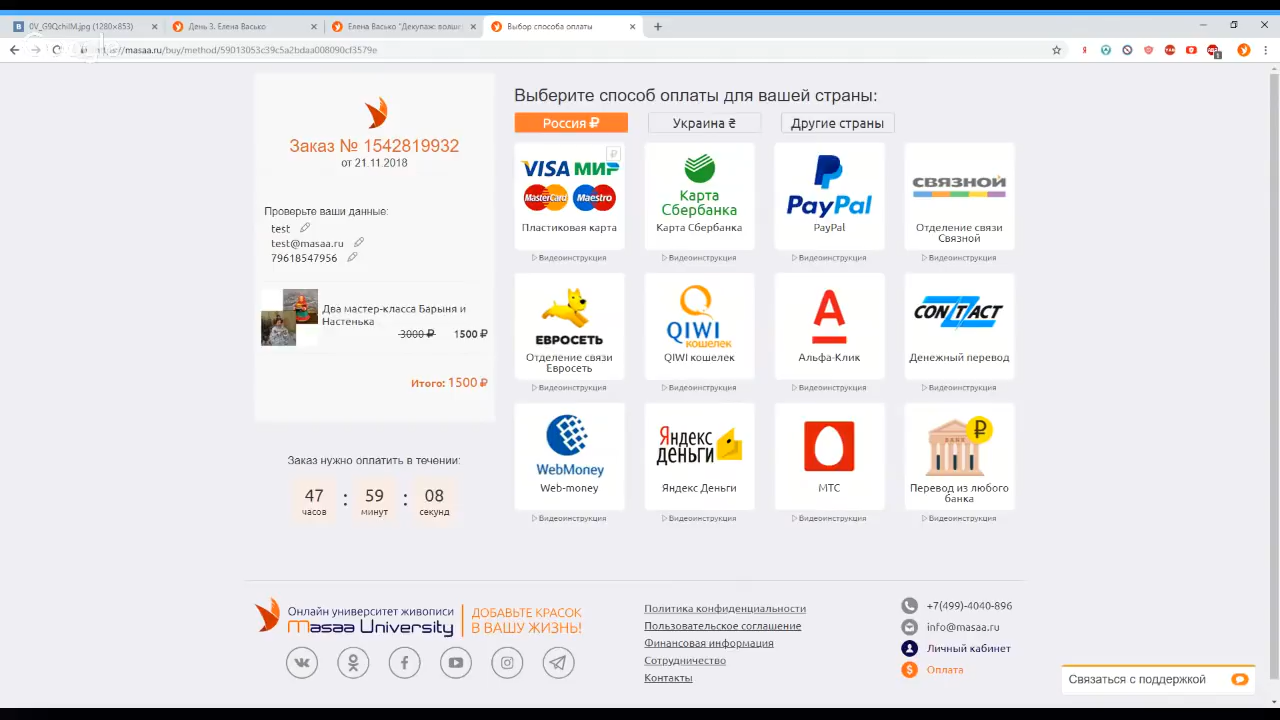 0V_G9QchiIM.jpg (1280×853)
День 3. Елена Васько
Елена Васько "Декупаж: волше
Выбор способа оплаты
masaa.ru/buy/method/59013053c39c5a2bdaa008090cf3579e
Заказ № 1542819932
от 21.11.2018
Проверьте ваши данные:
test
test@masaa.ru
79618547956
Два мастер-класса Барыня и
Настенька
3000 ₽ 1500 ₽
Итого: 1500 ₽
Заказ нужно оплатить в течении:
47 : 59 : 08
часов минут секунд
Выберите способ оплаты для вашей страны:
Россия ₽
Украина ₴
Другие страны
VISA МИР
MasterCard Maestro
Пластиковая карта
Видеоинструкция
Карта
Сбербанка
Карта Сбербанка
Видеоинструкция
PayPal
PayPal
Видеоинструкция
СВЯЗНОЙ
Отделение связи
Связной
Видеоинструкция
ЕВРОСЕТЬ
Отделение связи
Евросеть
Видеоинструкция
QIWI
КОШЕЛЕК
QIWI кошелек
Видеоинструкция
А
Альфа-Клик
Видеоинструкция
CONTACT
Денежный перевод
Видеоинструкция
WebMoney
Web-money
Видеоинструкция
Яндекс
деньги
Яндекс Деньги
Видеоинструкция
МТС
Видеоинструкция
БАНК
₽
Перевод из любого
банка
Видеоинструкция
Онлайн университет живописи
Masaa University
ДОБАВЬТЕ КРАСОК
В ВАШУ ЖИЗНЬ!
Политика конфиденциальности
Пользовательское соглашение
Финансовая информация
Сотрудничество
Контакты
+7(499)-4040-896
info@masaa.ru
Личный кабинет
Оплата
Связаться с поддержкой